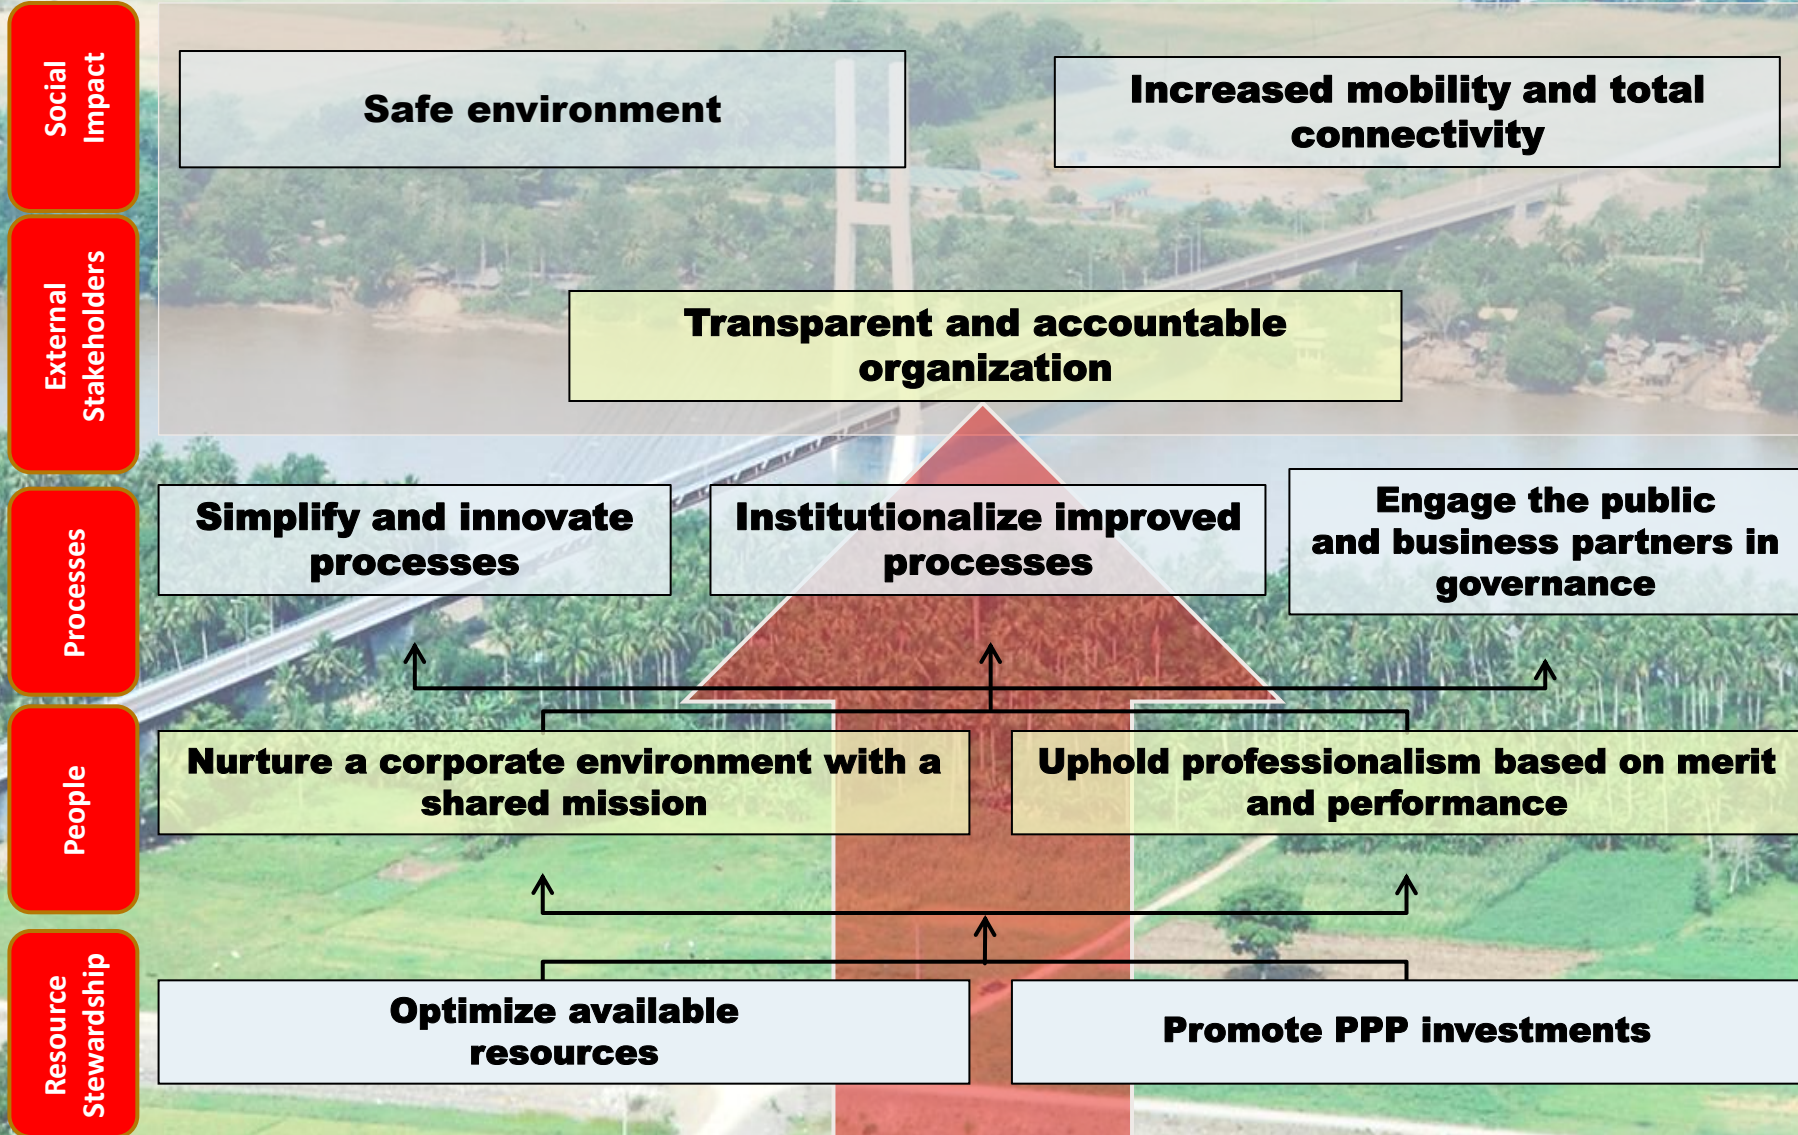 Social
Impact
Safe environment
Increased mobility and total
connectivity
External
Stakeholders
Transparent and accountable
organization
Processes
Simplify and innovate
processes
Institutionalize improved
processes
Engage the public
and business partners in
governance
People
Nurture a corporate environment with a
shared mission
Uphold professionalism based on merit
and performance
Resource
Stewardship
Optimize available
resources
Promote PPP investments